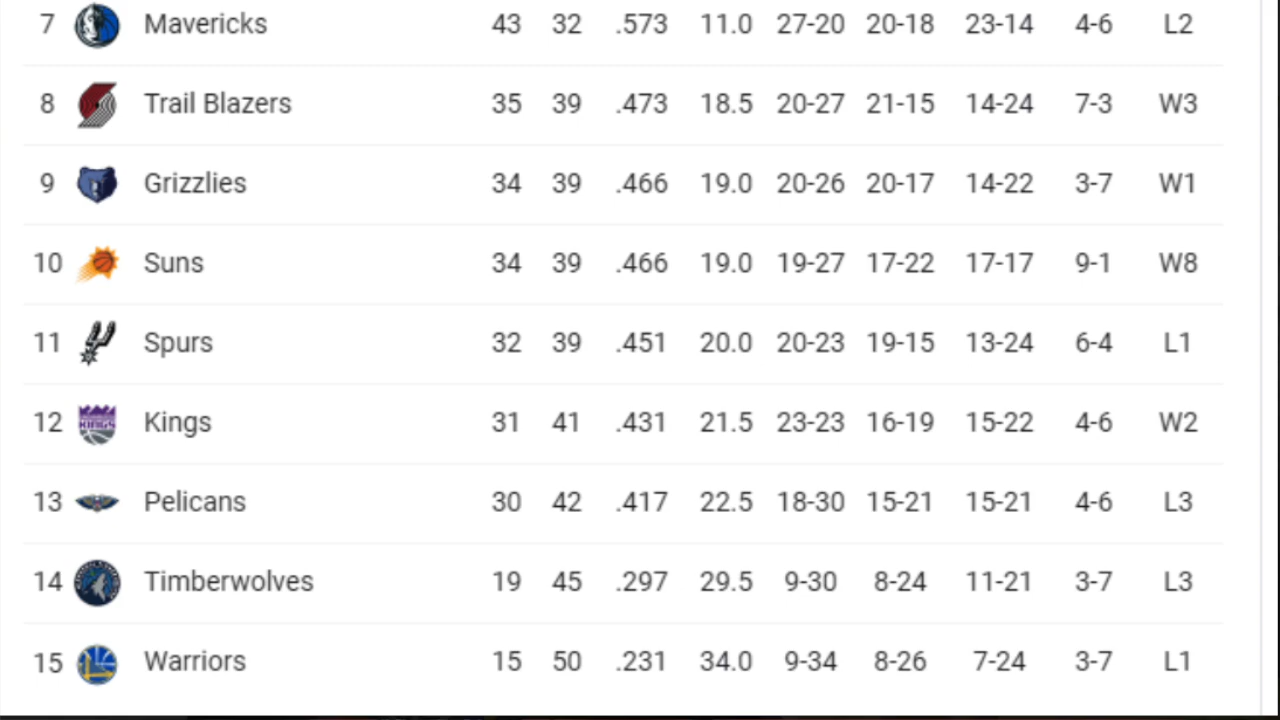 7 Mavericks 43 32 .573 11.0 27-20 20-18 23-14 4-6 L2
8 Trail Blazers 35 39 .473 18.5 20-27 21-15 14-24 7-3 W3
9 Grizzlies 34 39 .466 19.0 20-26 20-17 14-22 3-7 W1
10 Suns 34 39 .466 19.0 19-27 17-22 17-17 9-1 W8
11 Spurs 32 39 .451 20.0 20-23 19-15 13-24 6-4 L1
12 Kings 31 41 .431 21.5 23-23 16-19 15-22 4-6 W2
13 Pelicans 30 42 .417 22.5 18-30 15-21 15-21 4-6 L3
14 Timberwolves 19 45 .297 29.5 9-30 8-24 11-21 3-7 L3
15 Warriors 15 50 .231 34.0 9-34 8-26 7-24 3-7 L1